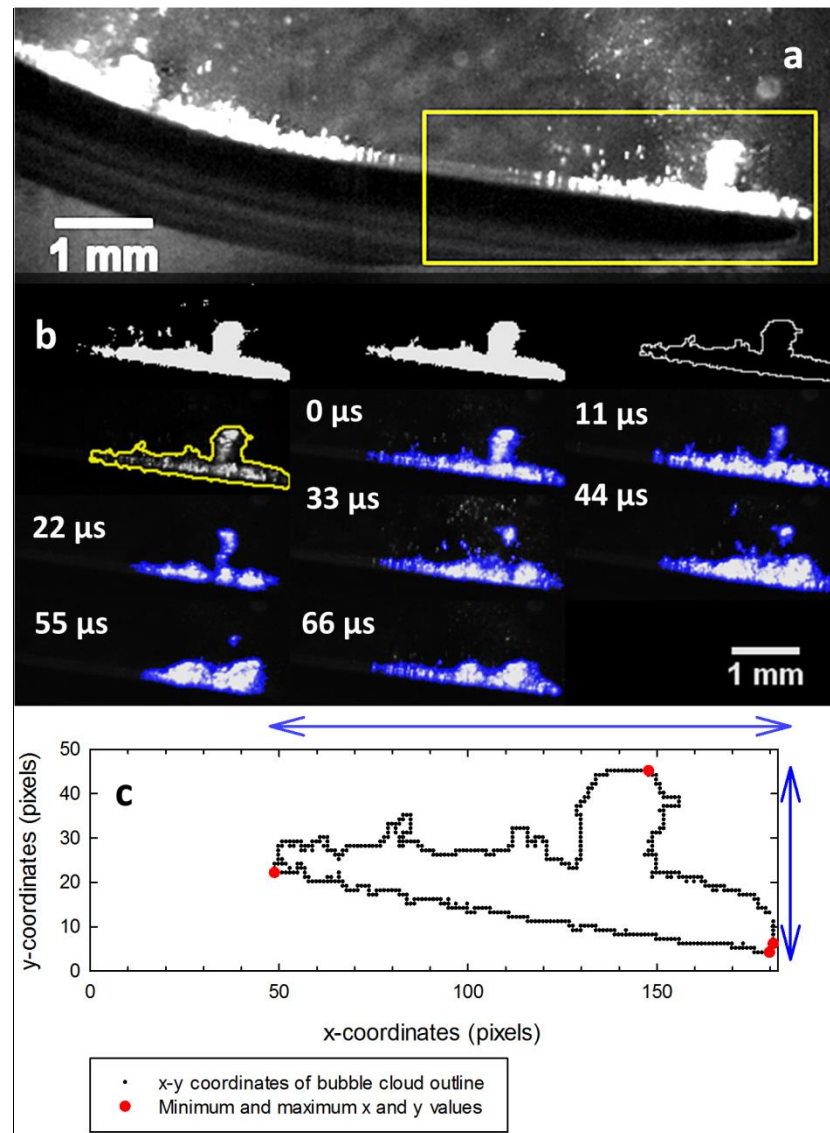 a
1 mm
b
0 µs
11 µs
22 µs
33 µs
44 µs
55 µs
66 µs
1 mm
c
50
40
30
20
10
0
y-coordinates (pixels)
0
50
100
150
x-coordinates (pixels)
x-y coordinates of bubble cloud outline
Minimum and maximum x and y values